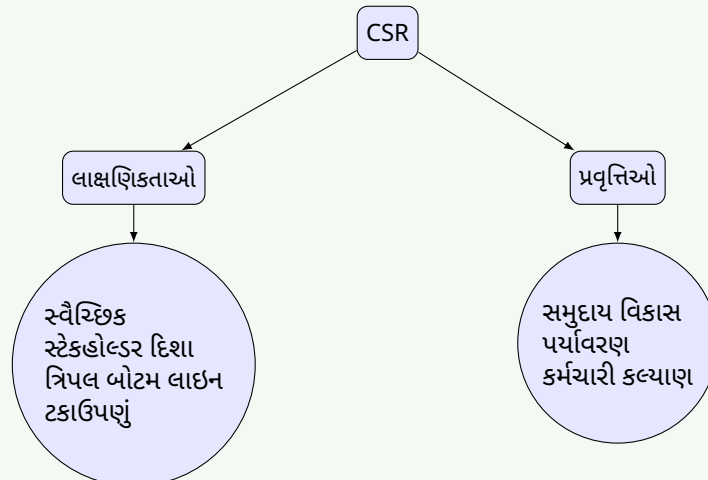 CSR
લાક્ષણિકતાઓ
પ્રવૃત્તિઓ
સ્વૈચ્છિક
સ્ટેકહોલ્ડર દિશા
ત્રિપલ બોટમ લાઇન
ટકાઉપણું
સમુદાય વિકાસ
પર્યાવરણ
કર્મચારી કલ્યાણ